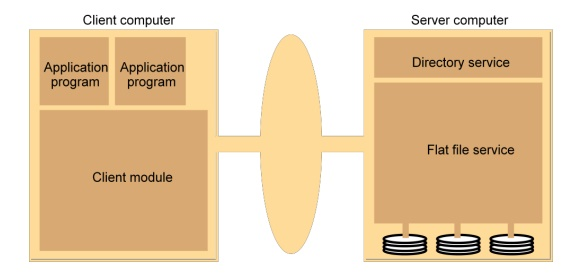 Client computer
Server computer
Application
program
Application
program
Directory service
Client module
Flat file service